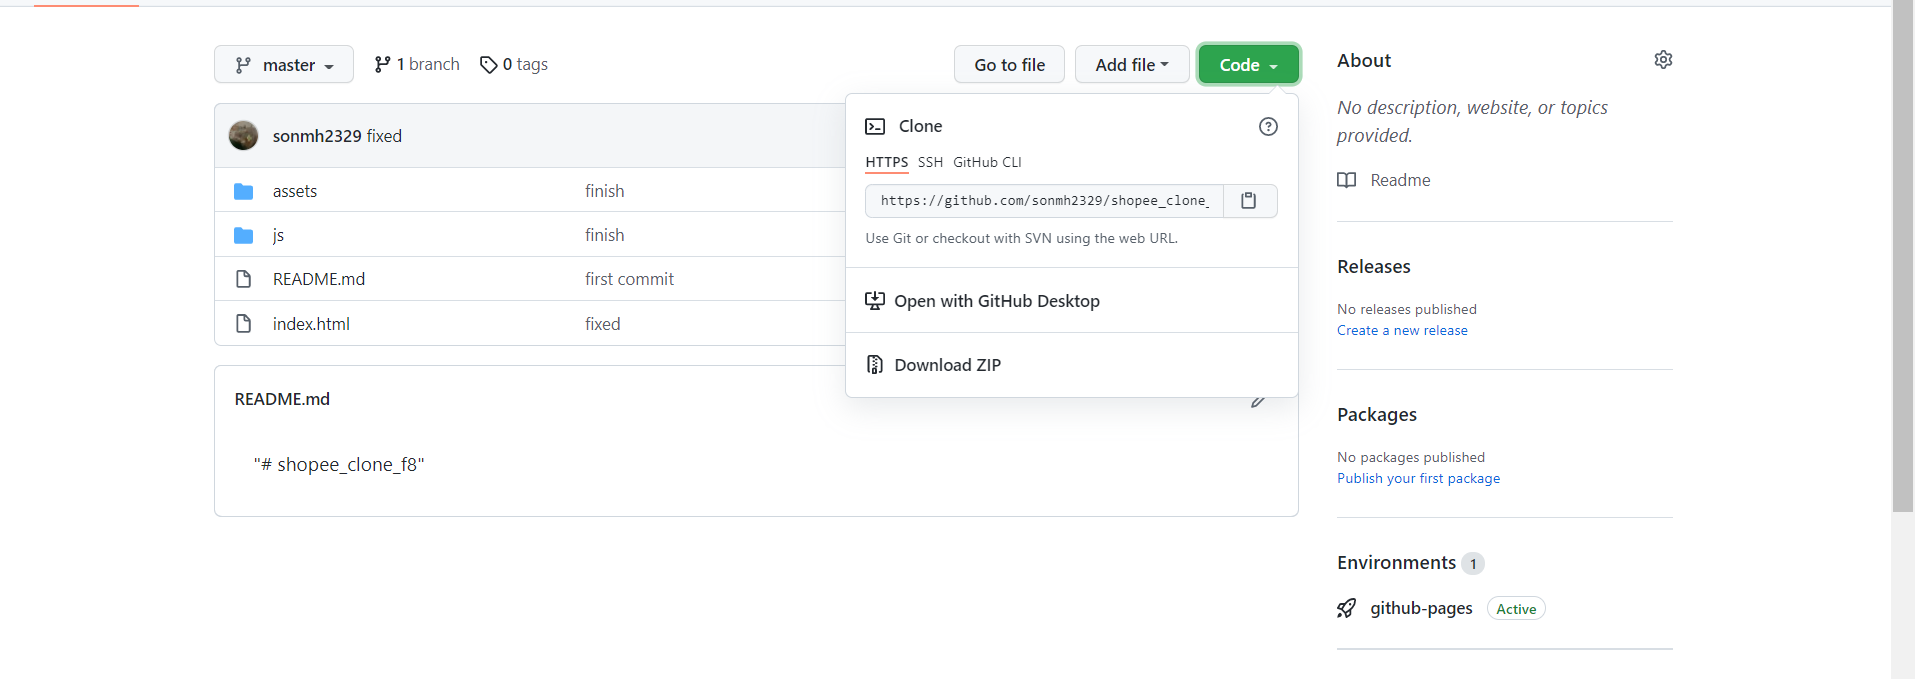 master
1 branch
0 tags
Go to file
Add file
Code
sonmh2329 fixed
assets finish
js finish
README.md first commit
index.html fixed
Clone
HTTPS SSH GitHub CLI
https://github.com/sonmh2329/shopee_clone_
Use Git or checkout with SVN using the web URL.
Open with GitHub Desktop
Download ZIP
README.md
"# shopee_clone_f8"
About
No description, website, or topics
provided.
Readme
Releases
No releases published
Create a new release
Packages
No packages published
Publish your first package
Environments 1
github-pages Active